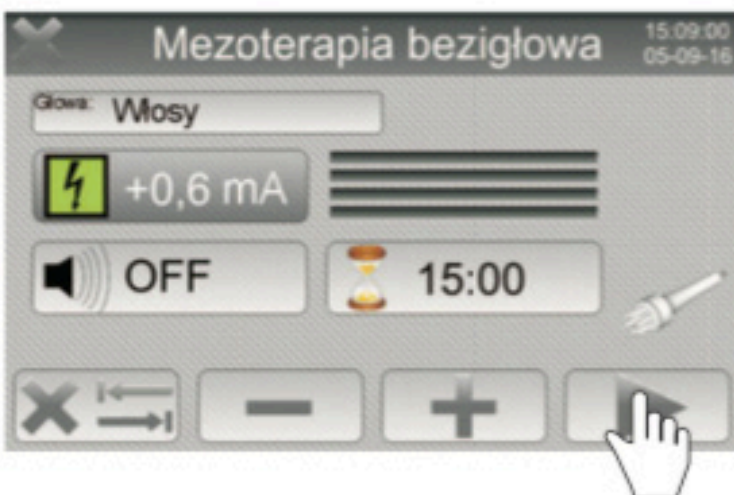 Mezoterapia bezigłowa
15:09:00
05-09-16
Głowa: Włosy
+0,6 mA
OFF
15:00